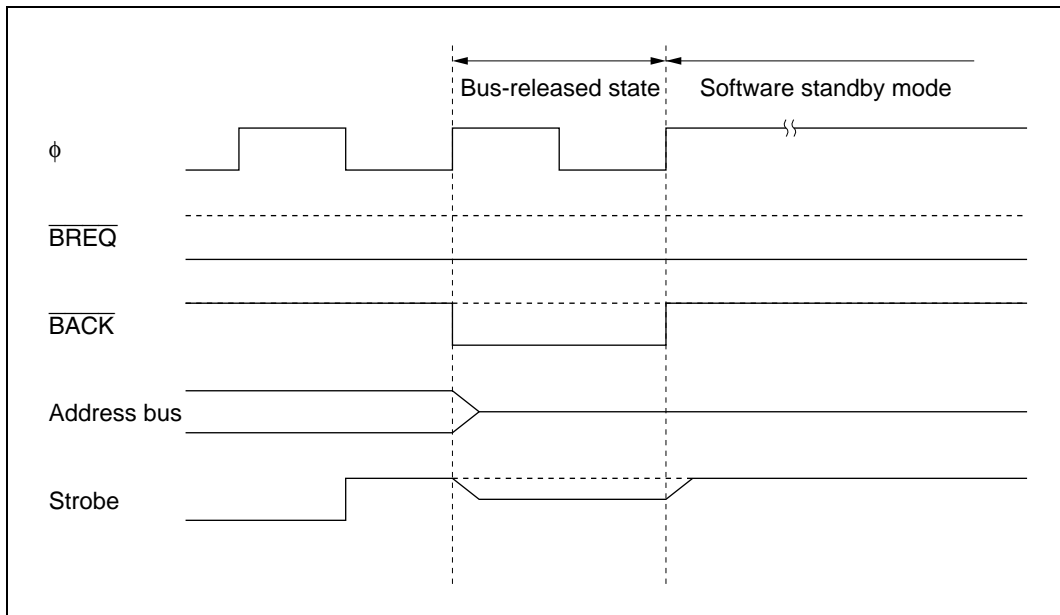 Bus-released state Software standby mode
ϕ
BREQ
BACK
Address bus
Strobe